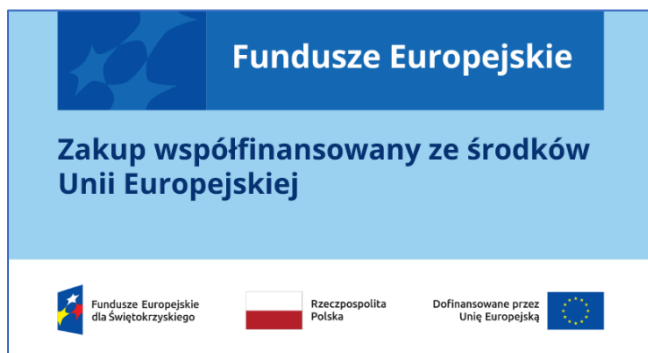 Fundusze Europejskie
Zakup współfinansowany ze środków
Unii Europejskiej
Fundusze Europejskie
dla Świętokrzyskiego
Rzeczpospolita
Polska
Dofinansowane przez
Unię Europejską